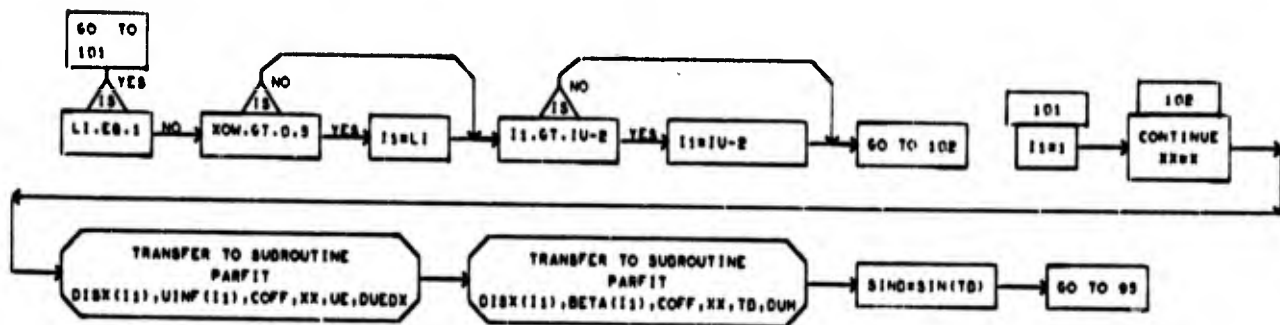 GO TO
101
YES
IS
LI.EQ.1
NO
NO
IS
XOW.GT.0.5
YES
I1=LI
NO
IS
I1.GT.IU-2
YES
I1=IU-2
GO TO 102
101
I1=1
102
CONTINUE
XX=X
TRANSFER TO SUBROUTINE
PARFIT
DISX(I1),UINF(I1),COFF,XX,UE,DUEDX
TRANSFER TO SUBROUTINE
PARFIT
DISX(I1),BETA(I1),COFF,XX,TD,DUM
SIND=SIN(TD)
GO TO 95